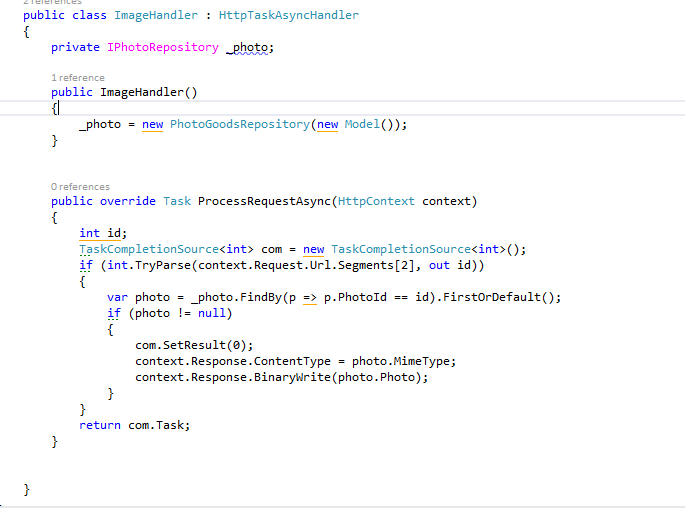 2 references
public class ImageHandler : HttpTaskAsyncHandler
{
private IPhotoRepository _photo;
1 reference
public ImageHandler()
{
_photo = new PhotoGoodsRepository(new Model());
}
0 references
public override Task ProcessRequestAsync(HttpContext context)
{
int id;
TaskCompletionSource<int> com = new TaskCompletionSource<int>();
if (int.TryParse(context.Request.Url.Segments[2], out id))
{
var photo = _photo.FindBy(p => p.PhotoId == id).FirstOrDefault();
if (photo != null)
{
com.SetResult(0);
context.Response.ContentType = photo.MimeType;
context.Response.BinaryWrite(photo.Photo);
}
}
return com.Task;
}
}